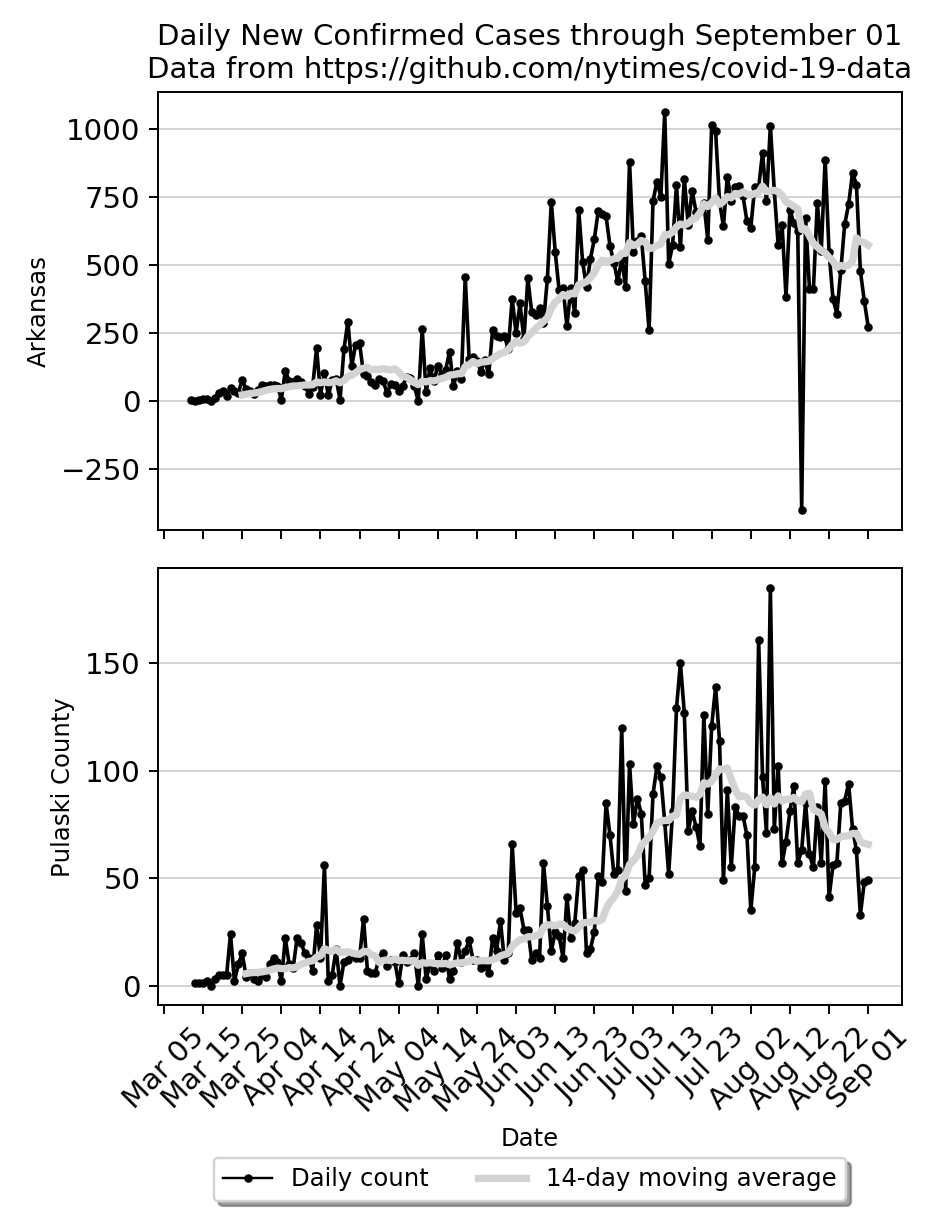 Daily New Confirmed Cases through September 01
Data from https://github.com/nytimes/covid-19-data
1000
750
500
250
0
−250
Arkansas
150
100
50
0
Pulaski County
Mar 05
Mar 15
Mar 25
Apr 04
Apr 14
Apr 24
May 04
May 14
May 24
Jun 03
Jun 13
Jun 23
Jul 03
Jul 13
Jul 23
Aug 02
Aug 12
Aug 22
Sep 01
Date
Daily count
14-day moving average